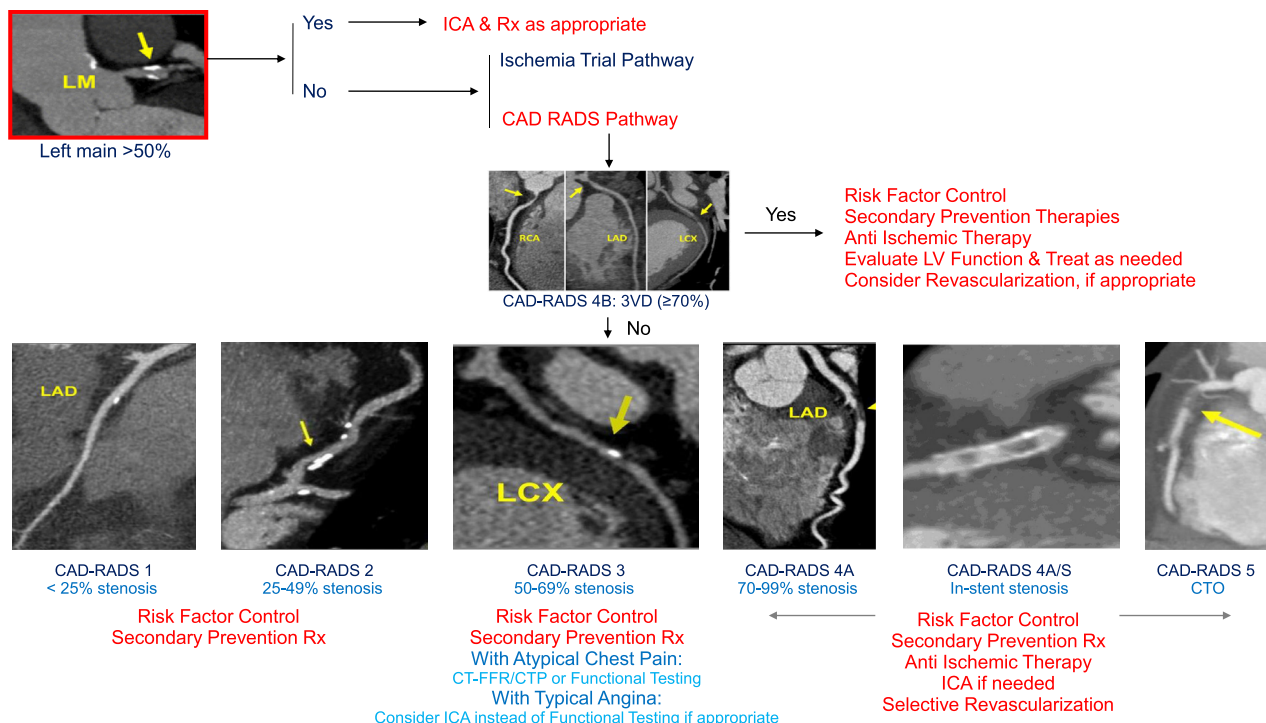 LM
Left main >50%
Yes
ICA & Rx as appropriate
No
Ischemia Trial Pathway
CAD RADS Pathway
RCA
LAD
LCX
CAD-RADS 4B: 3VD (≥70%)
Yes
Risk Factor Control
Secondary Prevention Therapies
Anti Ischemic Therapy
Evaluate LV Function & Treat as needed
Consider Revascularization, if appropriate
No
LAD
CAD-RADS 1
< 25% stenosis
CAD-RADS 2
25-49% stenosis
Risk Factor Control
Secondary Prevention Rx
LCX
CAD-RADS 3
50-69% stenosis
Risk Factor Control
Secondary Prevention Rx
With Atypical Chest Pain:
CT-FFR/CTP or Functional Testing
With Typical Angina:
Consider ICA instead of Functional Testing if appropriate
LAD
CAD-RADS 4A
70-99% stenosis
CAD-RADS 4A/S
In-stent stenosis
CAD-RADS 5
CTO
Risk Factor Control
Secondary Prevention Rx
Anti Ischemic Therapy
ICA if needed
Selective Revascularization